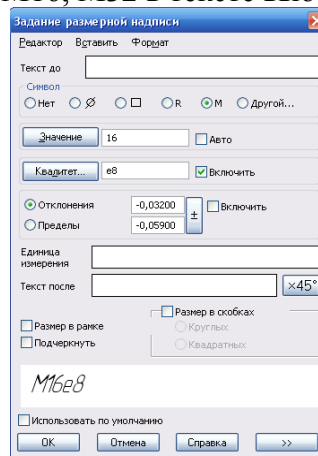 Задание размерной надписи
Редактор Вставить Формат
Текст до
Символ
Нет Ø □ R М Другой...
Значение 16 Авто
Квалитет... e8 Включить
Отклонения -0,03200 ± Включить
Пределы -0,05900
Единица
измерения
Текст после ×45°
Размер в скобках
Размер в рамке Круглых
Подчеркнуть Квадратных
М16e8
Использовать по умолчанию
OK Отмена Справка >>